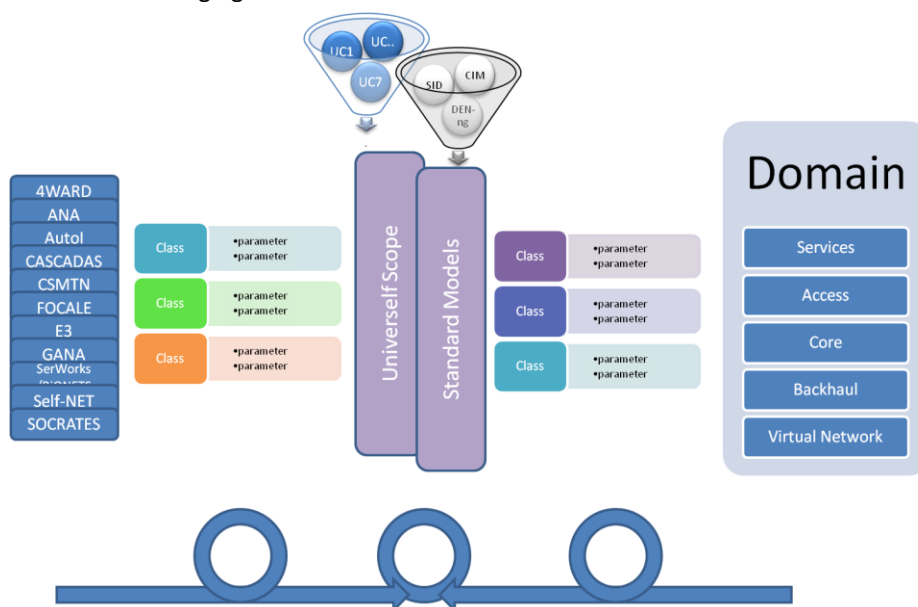 UC1
UC..
UC7
SID
CIM
DEN-
ng
4WARD
ANA
AutoI
CASCADAS
CSMTN
FOCALE
E3
GANA
SerWorks
Self-NET
SOCRATES
Class
•parameter
•parameter
Class
•parameter
•parameter
Class
•parameter
•parameter
Univerself Scope
Standard Models
Class
•parameter
•parameter
Class
•parameter
•parameter
Class
•parameter
•parameter
Domain
Services
Access
Core
Backhaul
Virtual Network